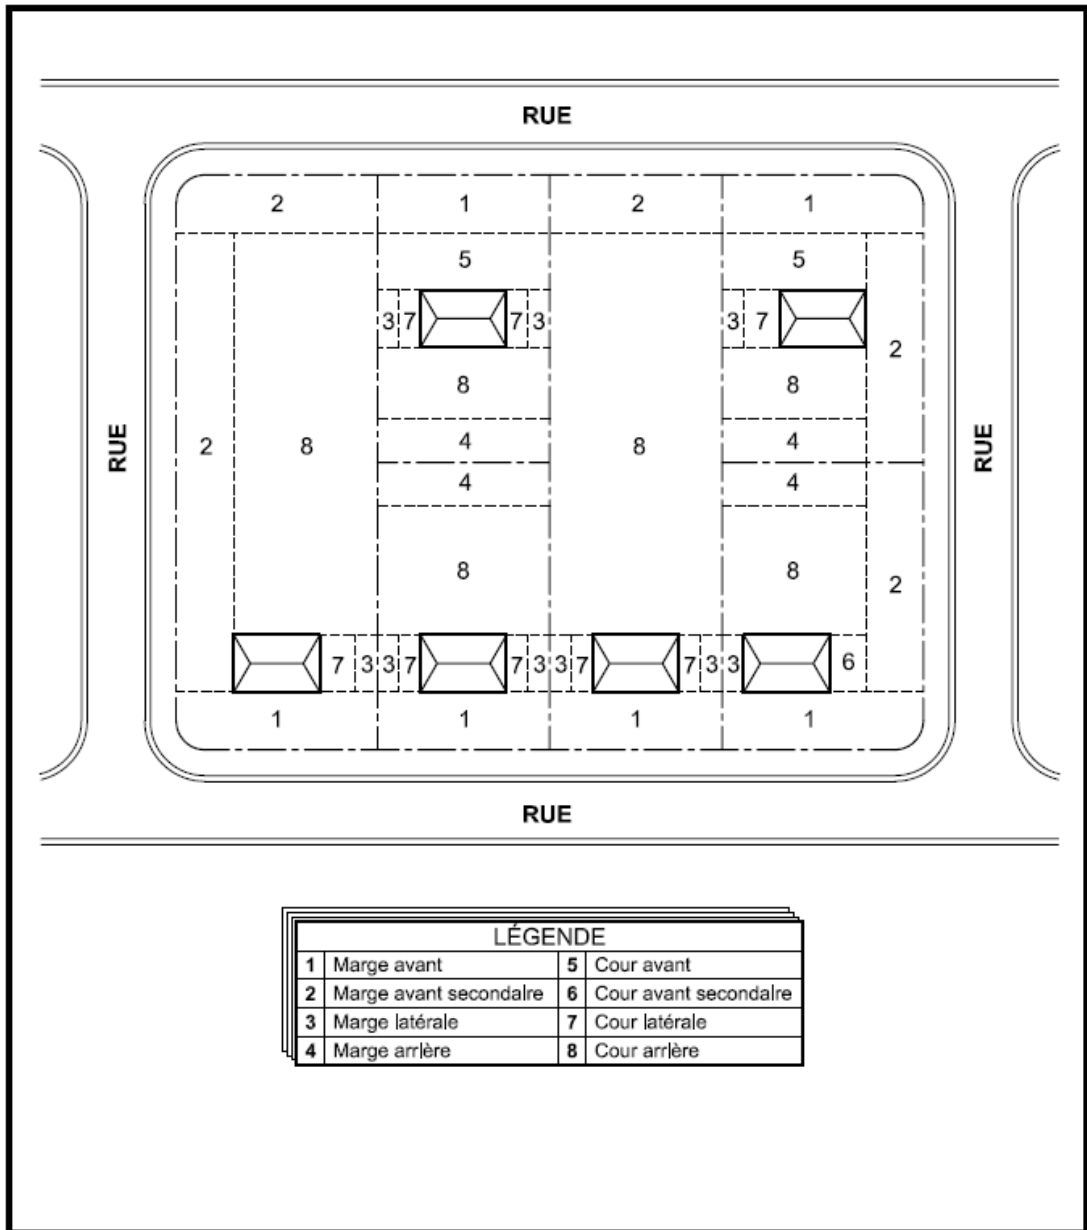 RUE
2 1 2 1
5 5
3 7 7 3 3 7
2
8 8
RUE 2 8 4 8 4 RUE
4 4
8 8
2
7 3 3 7 7 3 3 7 7 3 3 6
1 1 1 1
RUE
LÉGENDE
1 Marge avant 5 Cour avant
2 Marge avant secondaire 6 Cour avant secondaire
3 Marge latérale 7 Cour latérale
4 Marge arrière 8 Cour arrière